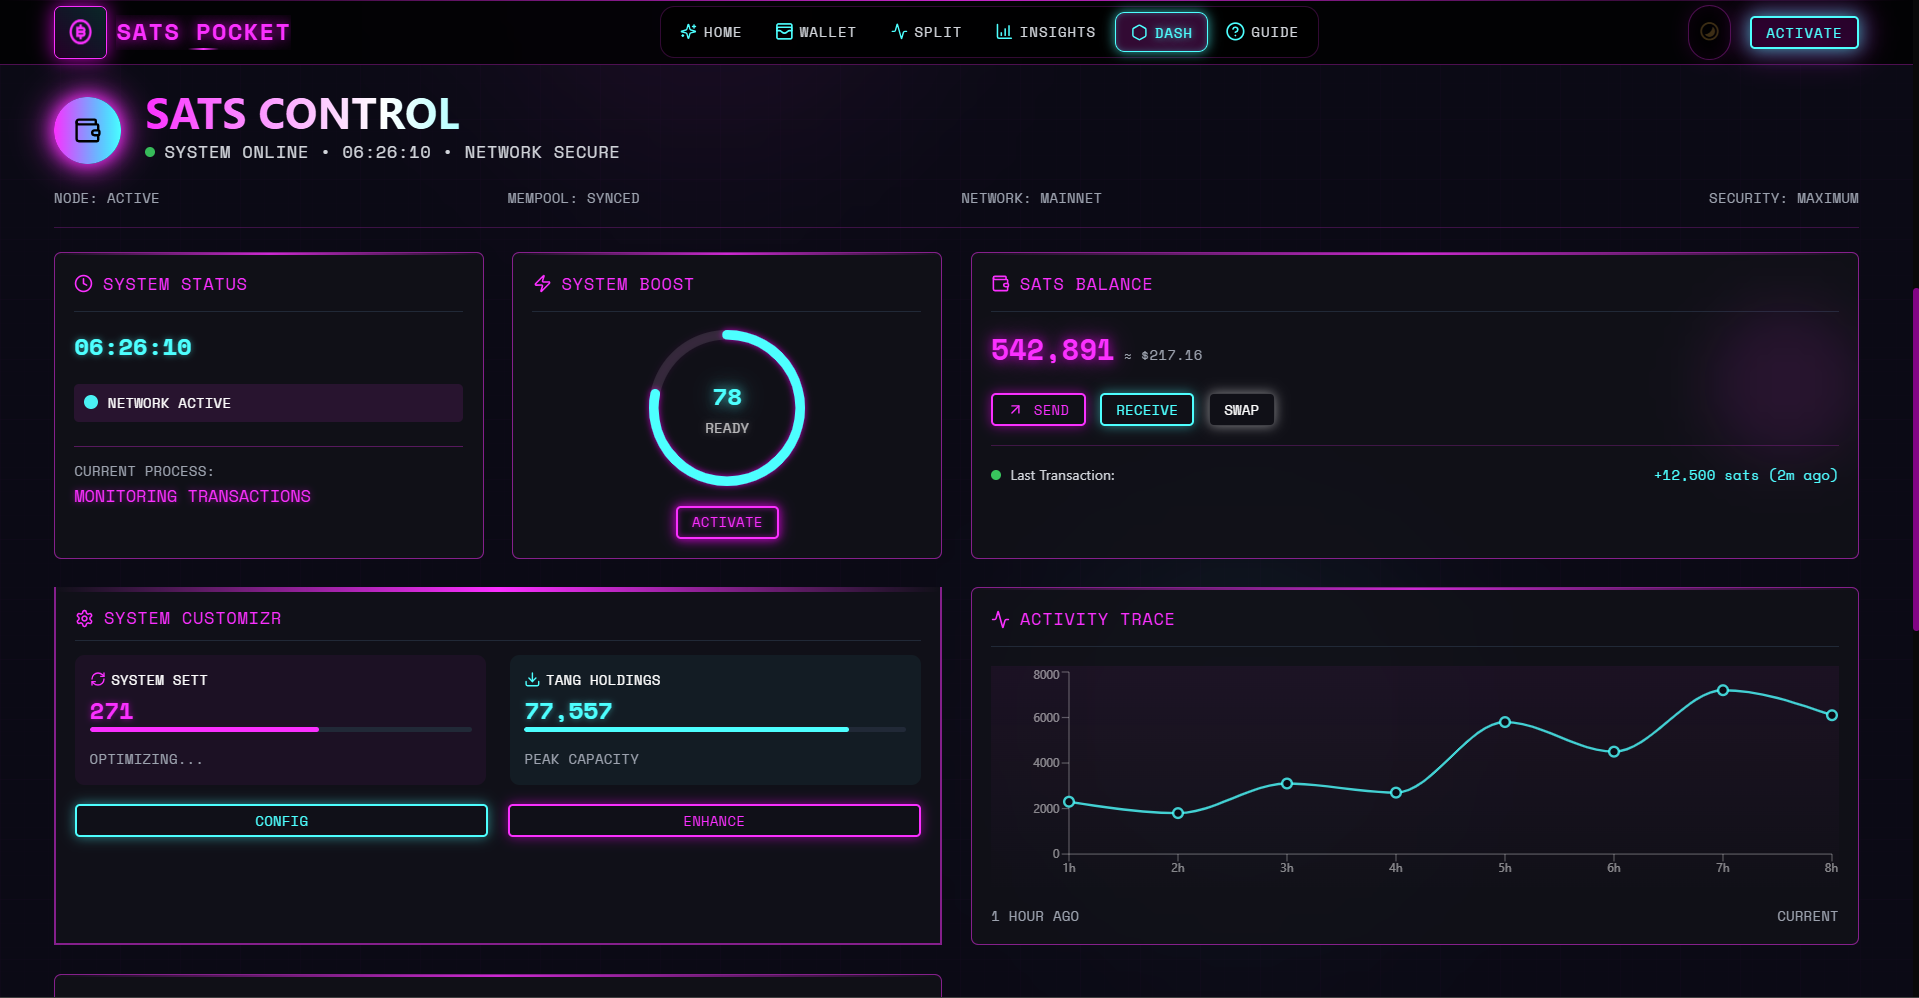 SATS POCKET
HOME WALLET SPLIT INSIGHTS DASH GUIDE
ACTIVATE
SATS CONTROL
SYSTEM ONLINE • 06:26:10 • NETWORK SECURE
NODE: ACTIVE MEMPOOL: SYNCED NETWORK: MAINNET SECURITY: MAXIMUM
SYSTEM STATUS
06:26:10
NETWORK ACTIVE
CURRENT PROCESS:
MONITORING TRANSACTIONS
SYSTEM BOOST
78
READY
ACTIVATE
SATS BALANCE
542,891 ≈ $217.16
SEND RECEIVE SWAP
Last Transaction: +12,500 sats (2m ago)
SYSTEM CUSTOMIZR
SYSTEM SETT
271
OPTIMIZING...
TANG HOLDINGS
77,557
PEAK CAPACITY
CONFIG ENHANCE
ACTIVITY TRACE
8000
6000
4000
2000
0
1h 2h 3h 4h 5h 6h 7h 8h
1 HOUR AGO CURRENT